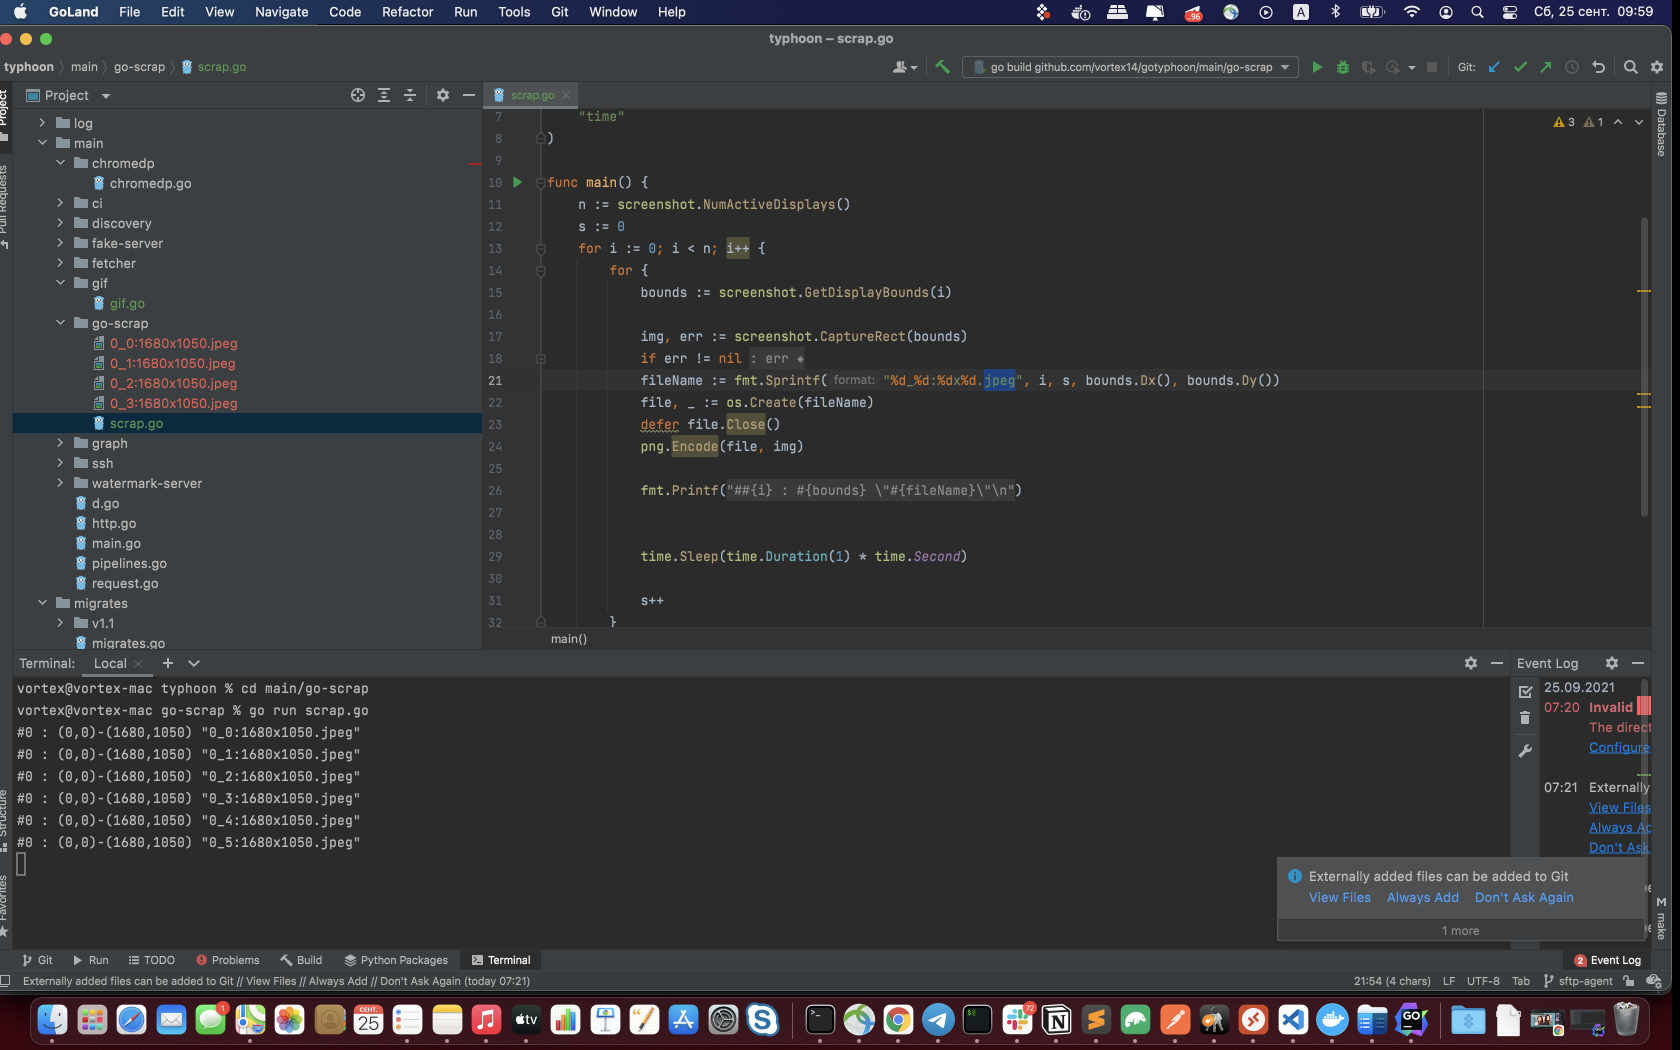 GoLand File Edit View Navigate Code Refactor Run Tools Git Window Help
96 A Сб, 25 сент. 09:59
typhoon – scrap.go
typhoon main go-scrap scrap.go
go build github.com/vortex14/gotyphoon/main/go-scrap Git:
Project
scrap.go
Project
Pull Requests
Structure
Favorites
log
main
chromedp
chromedp.go
ci
discovery
fake-server
fetcher
gif
gif.go
go-scrap
0_0:1680x1050.jpeg
0_1:1680x1050.jpeg
0_2:1680x1050.jpeg
0_3:1680x1050.jpeg
scrap.go
graph
ssh
watermark-server
d.go
http.go
main.go
pipelines.go
request.go
migrates
v1.1
migrates.go
3 1
Database
7 "time"
8 )
9
10 func main() {
11 n := screenshot.NumActiveDisplays()
12 s := 0
13 for i := 0; i < n; i++ {
14 for {
15 bounds := screenshot.GetDisplayBounds(i)
16
17 img, err := screenshot.CaptureRect(bounds)
18 if err != nil : err
21 fileName := fmt.Sprintf( format: "%d_%d:%dx%d.jpeg", i, s, bounds.Dx(), bounds.Dy())
22 file, _ := os.Create(fileName)
23 defer file.Close()
24 png.Encode(file, img)
25
26 fmt.Printf("##{i} : #{bounds} \"#{fileName}\"\n")
27
28
29 time.Sleep(time.Duration(1) * time.Second)
30
31 s++
32 }
main()
Terminal: Local
vortex@vortex-mac typhoon % cd main/go-scrap
vortex@vortex-mac go-scrap % go run scrap.go
#0 : (0,0)-(1680,1050) "0_0:1680x1050.jpeg"
#0 : (0,0)-(1680,1050) "0_1:1680x1050.jpeg"
#0 : (0,0)-(1680,1050) "0_2:1680x1050.jpeg"
#0 : (0,0)-(1680,1050) "0_3:1680x1050.jpeg"
#0 : (0,0)-(1680,1050) "0_4:1680x1050.jpeg"
#0 : (0,0)-(1680,1050) "0_5:1680x1050.jpeg"
Event Log
25.09.2021
07:20 Invalid
The direct
Configure
07:21 Externally
View Files
Always Ad
Don't Ask
Externally added files can be added to Git
View Files Always Add Don't Ask Again
1 more
M make
Git Run TODO Problems Build Python Packages Terminal
2 Event Log
Externally added files can be added to Git // View Files // Always Add // Don't Ask Again (today 07:21)
21:54 (4 chars) LF UTF-8 Tab sftp-agent
1
СЕНТ.
25
tv
72
GO